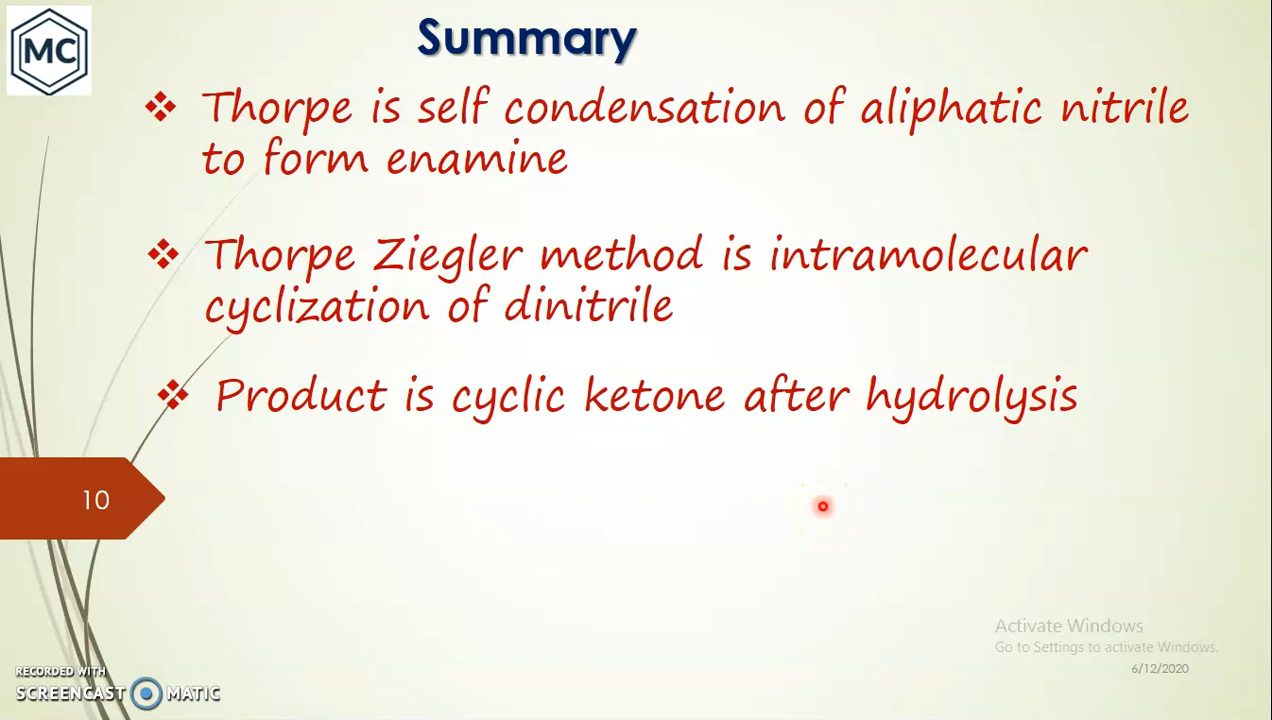 MC
Summary
❖ Thorpe is self condensation of aliphatic nitrile
to form enamine
❖ Thorpe Ziegler method is intramolecular
cyclization of dinitrile
❖ Product is cyclic ketone after hydrolysis
10
Activate Windows
Go to Settings to activate Windows.
6/12/2020
RECORDED WITH
SCREENCAST MATIC